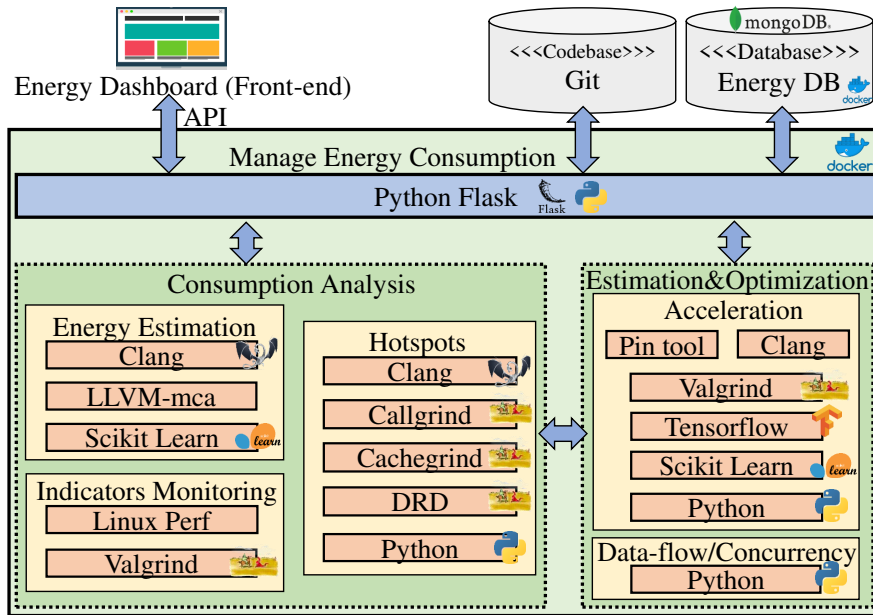 mongoDB®
<<<Codebase>>>
<<<Database>>>
Git
Energy DB
docker
Energy Dashboard (Front-end)
API
Manage Energy Consumption
docker
Python Flask
Flask
Consumption Analysis
Energy Estimation
Clang
LLVM-mca
Scikit Learn
learn
Indicators Monitoring
Linux Perf
Valgrind
Hotspots
Clang
Callgrind
Cachegrind
DRD
Python
Estimation&Optimization
Acceleration
Pin tool
Clang
Valgrind
Tensorflow
Scikit Learn
learn
Python
Data-flow/Concurrency
Python